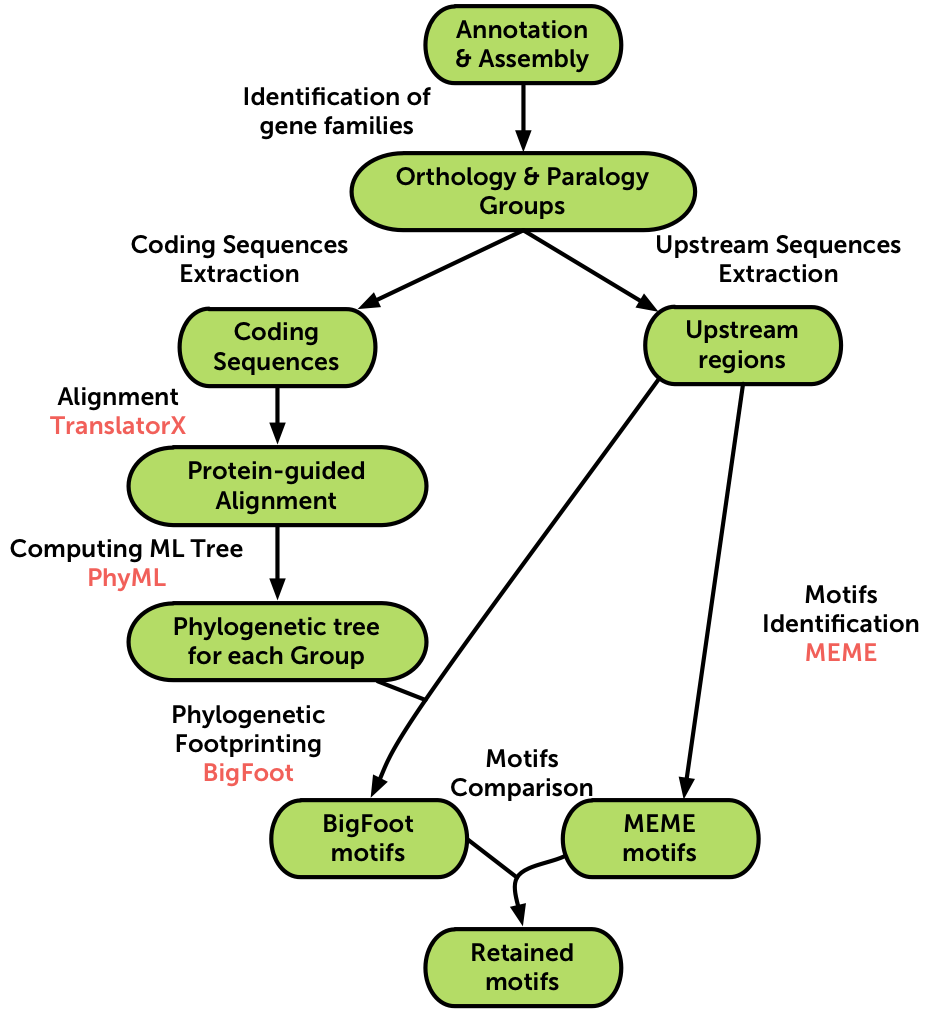 Annotation
& Assembly
Identification of
gene families
Orthology & Paralogy
Groups
Coding Sequences
Extraction
Upstream Sequences
Extraction
Coding
Sequences
Upstream
regions
Alignment
TranslatorX
Protein-guided
Alignment
Computing ML Tree
PhyML
Phylogenetic tree
for each Group
Motifs
Identification
MEME
Phylogenetic
Footprinting
BigFoot
Motifs
Comparison
BigFoot
motifs
MEME
motifs
Retained
motifs